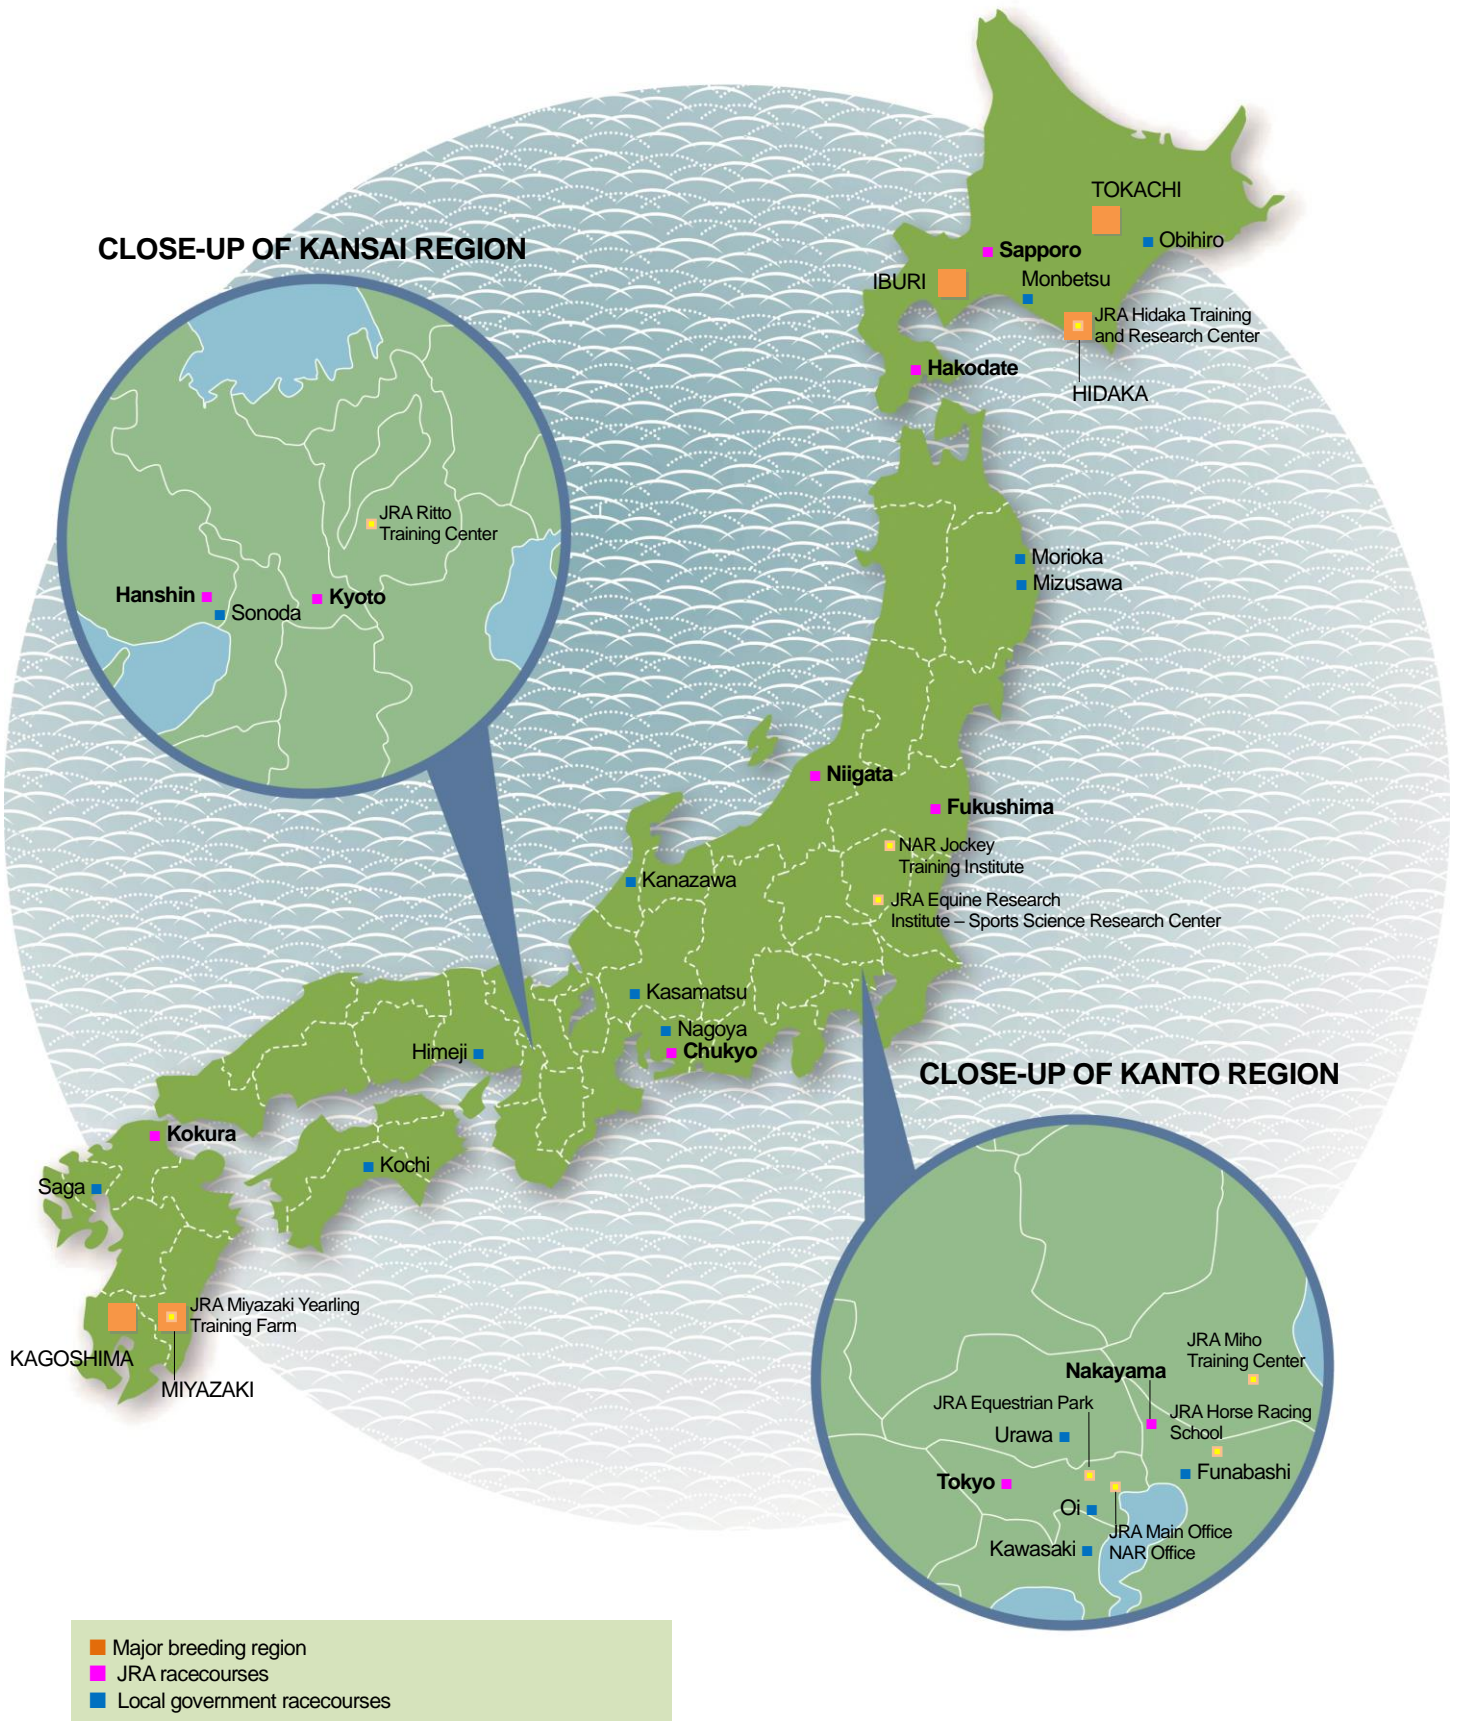 TOKACHI
Obihiro
CLOSE-UP OF KANSAI REGION
Sapporo
IBURI
Monbetsu
JRA Hidaka Training
and Research Center
Hakodate
HIDAKA
JRA Ritto
Training Center
Hanshin
Kyoto
Sonoda
Morioka
Mizusawa
Niigata
Fukushima
NAR Jockey
Training Institute
Kanazawa
JRA Equine Research
Institute – Sports Science Research Center
Kasamatsu
Nagoya
Himeji
Chukyo
CLOSE-UP OF KANTO REGION
Kokura
Kochi
Saga
JRA Miyazaki Yearling
Training Farm
KAGOSHIMA
MIYAZAKI
JRA Miho
Training Center
Nakayama
JRA Equestrian Park
JRA Horse Racing
School
Urawa
Funabashi
Tokyo
Oi
JRA Main Office
NAR Office
Kawasaki
Major breeding region
JRA racecourses
Local government racecourses